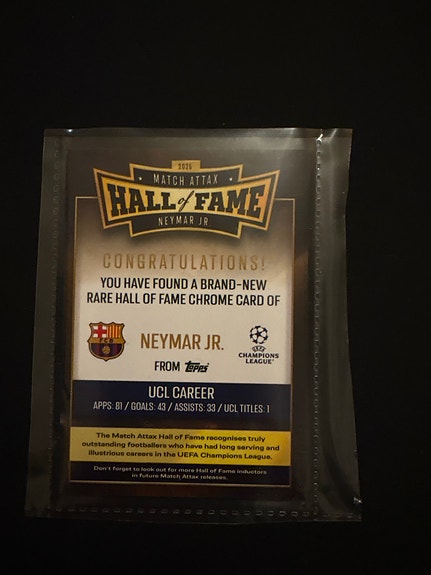 2025
MATCH ATTAX
HALL of FAME
NEYMAR JR
CONGRATULATIONS!
YOU HAVE FOUND A BRAND-NEW
RARE HALL OF FAME CHROME CARD OF
FCB
NEYMAR JR.
UEFA
CHAMPIONS
LEAGUE
FROM Topps
UCL CAREER
APPS: 81 / GOALS: 43 / ASSISTS: 33 / UCL TITLES: 1
The Match Attax Hall of Fame recognises truly
outstanding footballers who have had long serving and
illustrious careers in the UEFA Champions League.
Don't forget to look out for more Hall of Fame inductors
in future Match Attax releases.